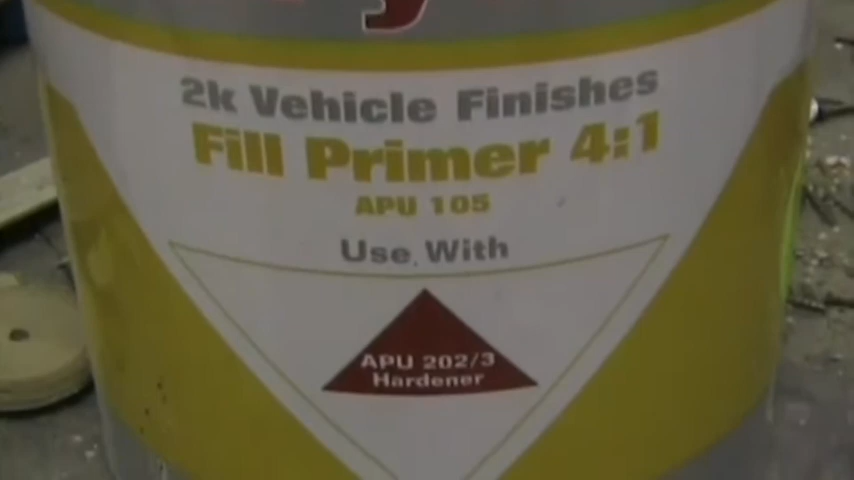 2k Vehicle Finishes
Fill Primer 4:1
APU 105
Use With
APU 202/3
Hardener